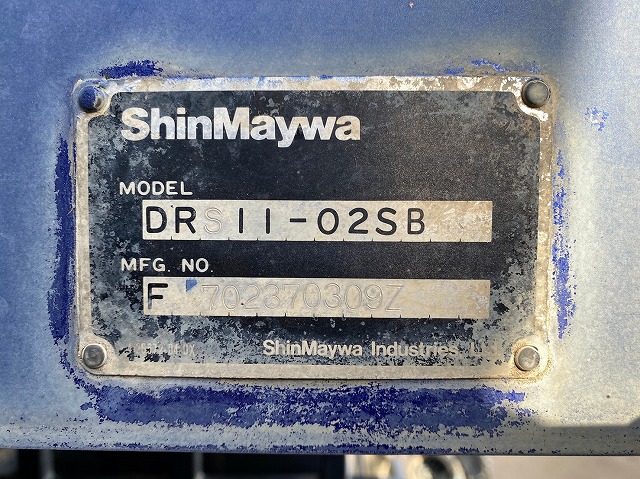 ShinMaywa
MODEL
DRS11-02SB
MFG. NO.
F 702370309Z
ShinMaywa Industries, L